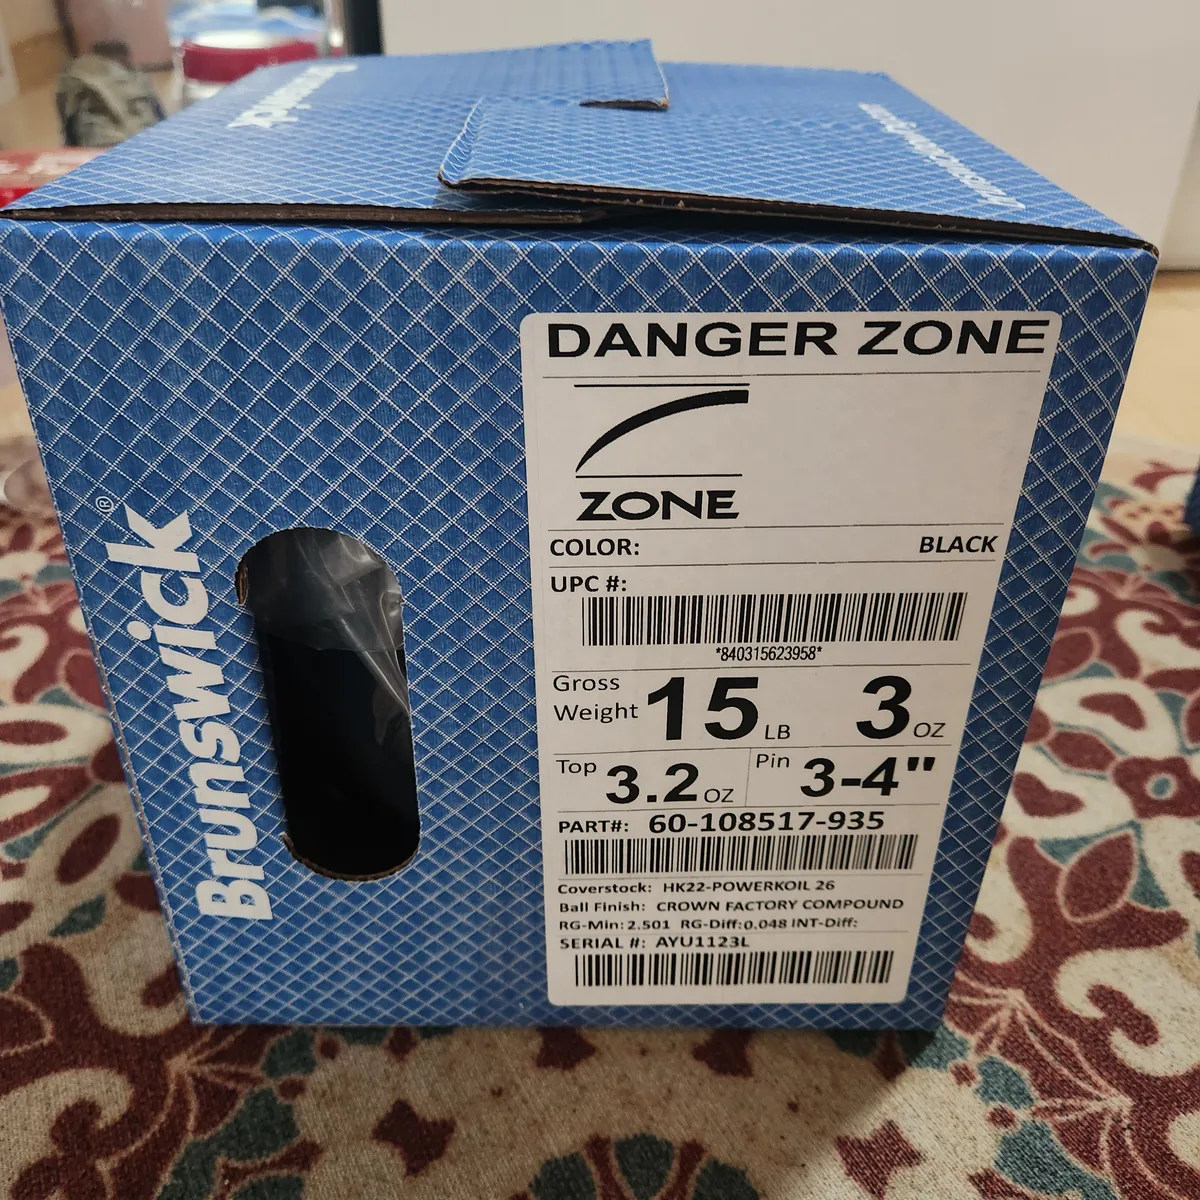 Brunswick
DANGER ZONE
ZONE
COLOR: BLACK
UPC #:
*840315623958*
Gross Weight 15 LB 3 OZ
Top 3.2 OZ Pin 3-4"
PART#: 60-108517-935
Coverstock: HK22-POWERKOIL 26
Ball Finish: CROWN FACTORY COMPOUND
RG-Min: 2.501 RG-Diff: 0.048 INT-Diff:
SERIAL #: AYU1123L
Brunswick®